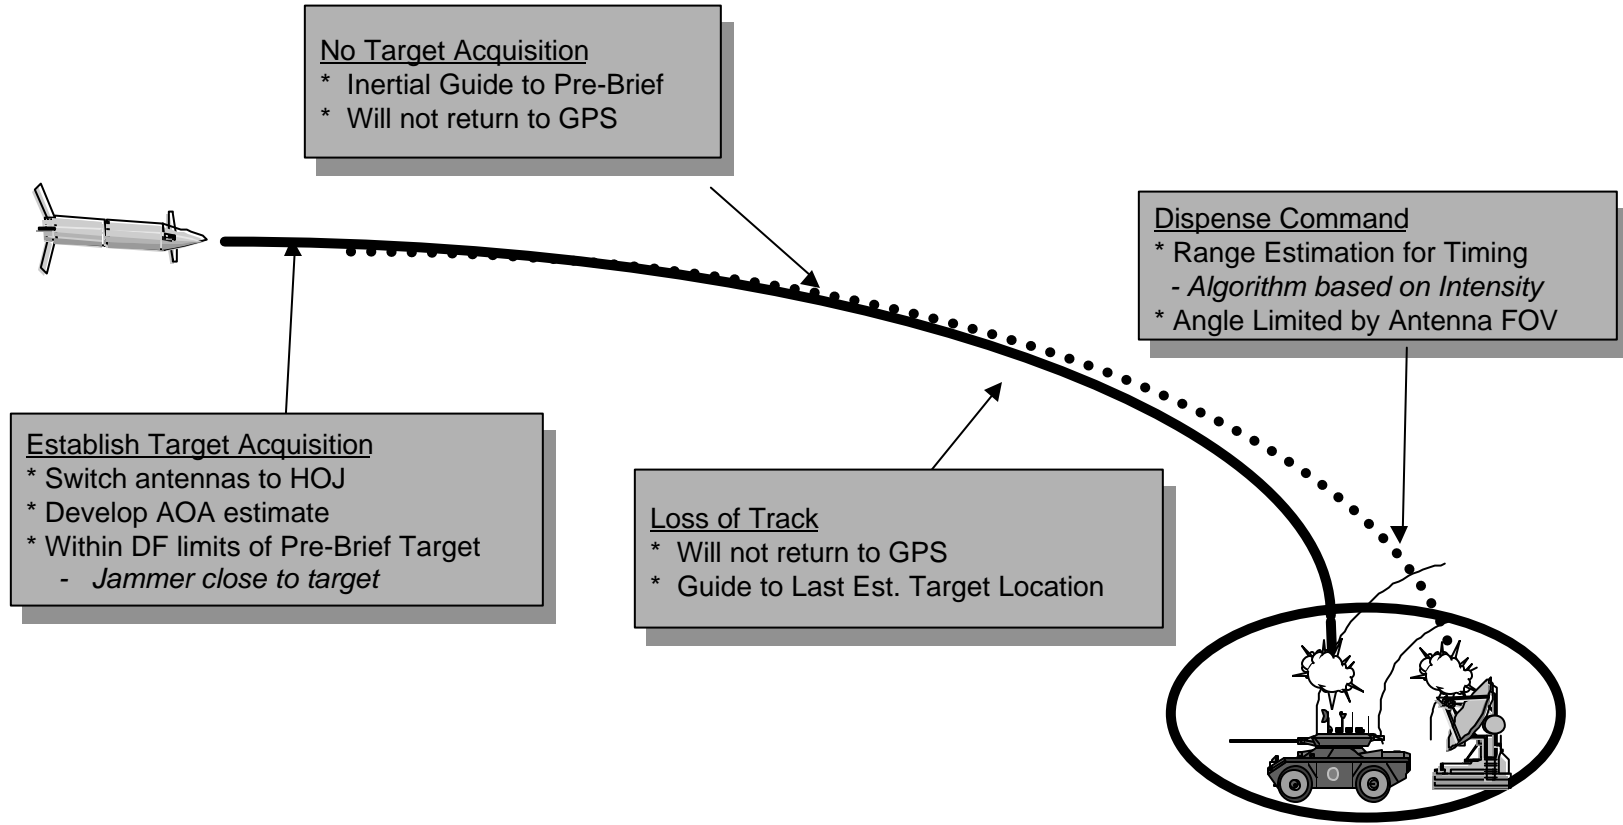 No Target Acquisition
* Inertial Guide to Pre-Brief
* Will not return to GPS
Dispense Command
* Range Estimation for Timing
- Algorithm based on Intensity
* Angle Limited by Antenna FOV
Establish Target Acquisition
* Switch antennas to HOJ
* Develop AOA estimate
* Within DF limits of Pre-Brief Target
- Jammer close to target
Loss of Track
* Will not return to GPS
* Guide to Last Est. Target Location